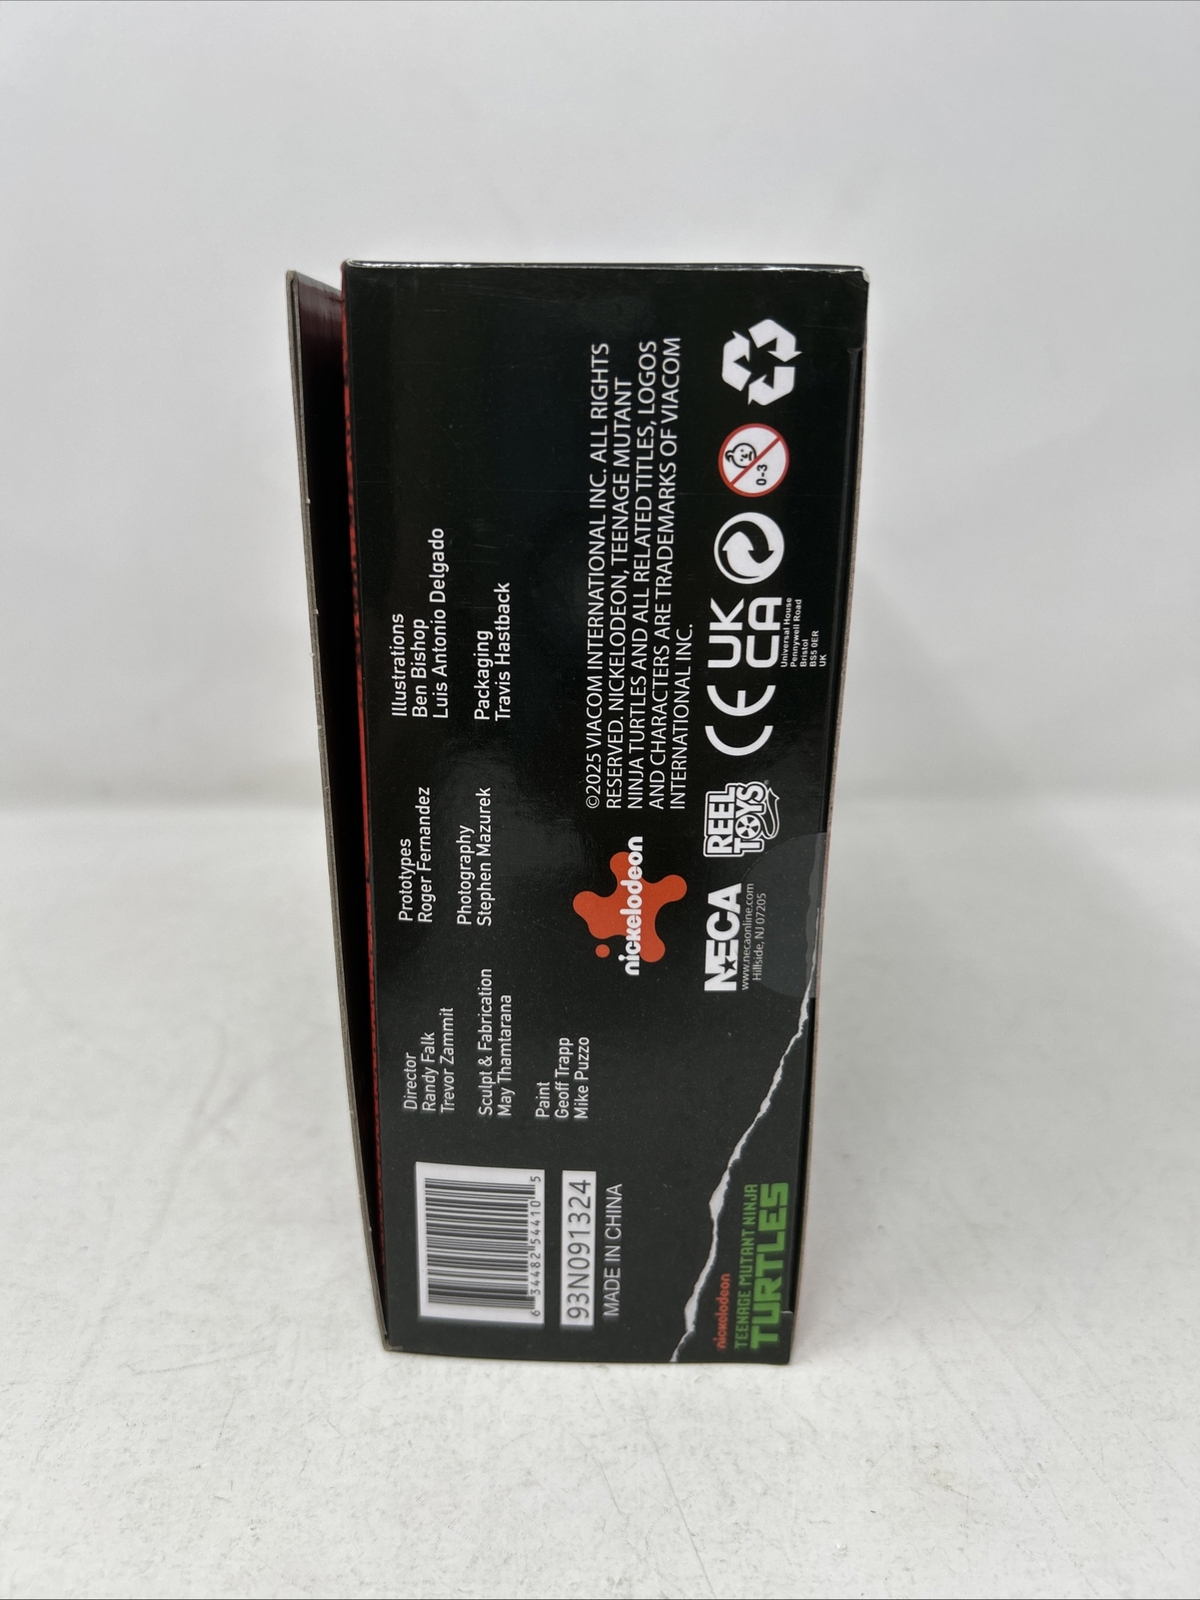 Director
Randy Falk
Trevor Zammit
Sculpt & Fabrication
May Thamtarana
Paint
Geoff Trapp
Mike Puzzo
Prototypes
Roger Fernandez
Photography
Stephen Mazurek
Illustrations
Ben Bishop
Luis Antonio Delgado
Packaging
Travis Hastback
6 34482 54410 5
93N091324
MADE IN CHINA
nickelodeon
©2025 VIACOM INTERNATIONAL INC. ALL RIGHTS
RESERVED. NICKELODEON, TEENAGE MUTANT
NINJA TURTLES AND ALL RELATED TITLES, LOGOS
AND CHARACTERS ARE TRADEMARKS OF VIACOM
INTERNATIONAL INC.
NECA
www.necaonline.com
Hillside, NJ 07205
REEL
TOYS
CE
UK
CA
Universal House
Pennywell Road
Bristol
BS5 0ER
UK
0-3
nickelodeon
TEENAGE MUTANT NINJA
TURTLES